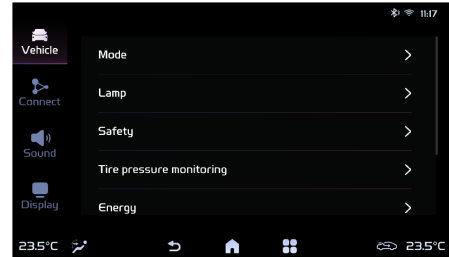 11:17
Vehicle
Mode
Lamp
Connect
Safety
Sound
Tire pressure monitoring
Display
Energy
23.5°C
23.5°C